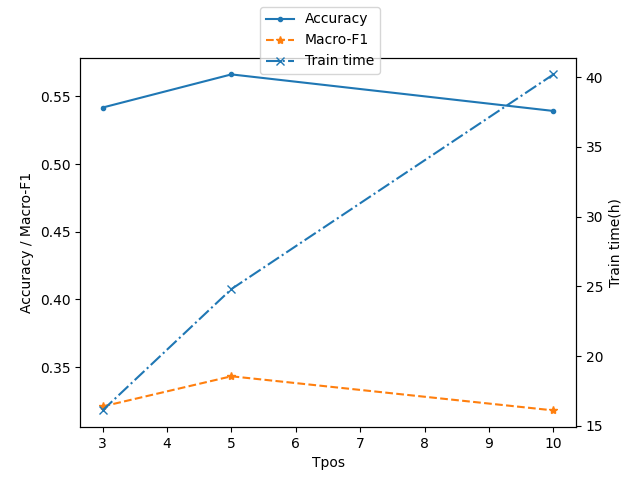 Accuracy
Macro-F1
Train time
0.55
0.50
0.45
0.40
0.35
Accuracy / Macro-F1
40
35
30
25
20
15
Train time(h)
3 4 5 6 7 8 9 10
Tpos